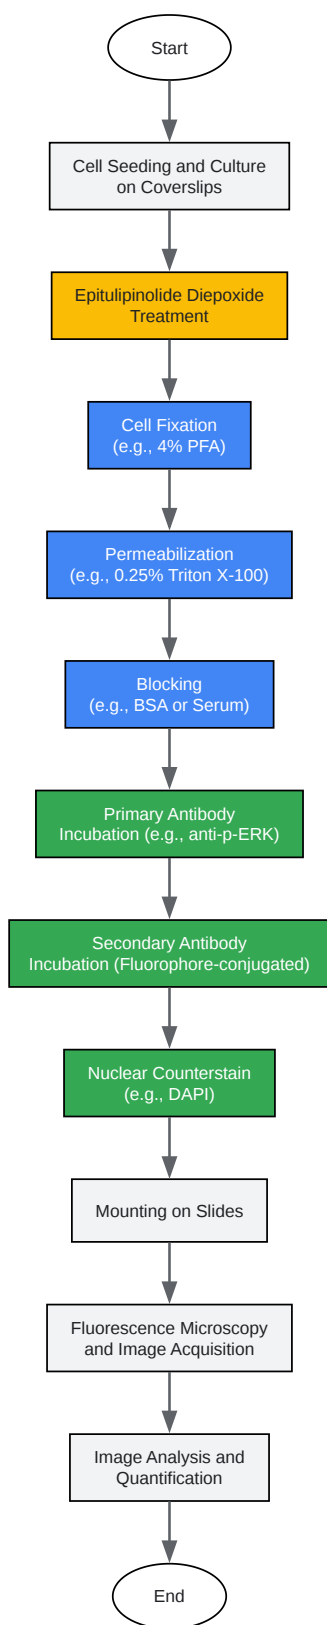 Start
Cell Seeding and Culture
on Coverslips
Epitulipinolide Diepoxide
Treatment
Cell Fixation
(e.g., 4% PFA)
Permeabilization
(e.g., 0.25% Triton X-100)
Blocking
(e.g., BSA or Serum)
Primary Antibody
Incubation (e.g., anti-p-ERK)
Secondary Antibody
Incubation (Fluorophore-conjugated)
Nuclear Counterstain
(e.g., DAPI)
Mounting on Slides
Fluorescence Microscopy
and Image Acquisition
Image Analysis and
Quantification
End